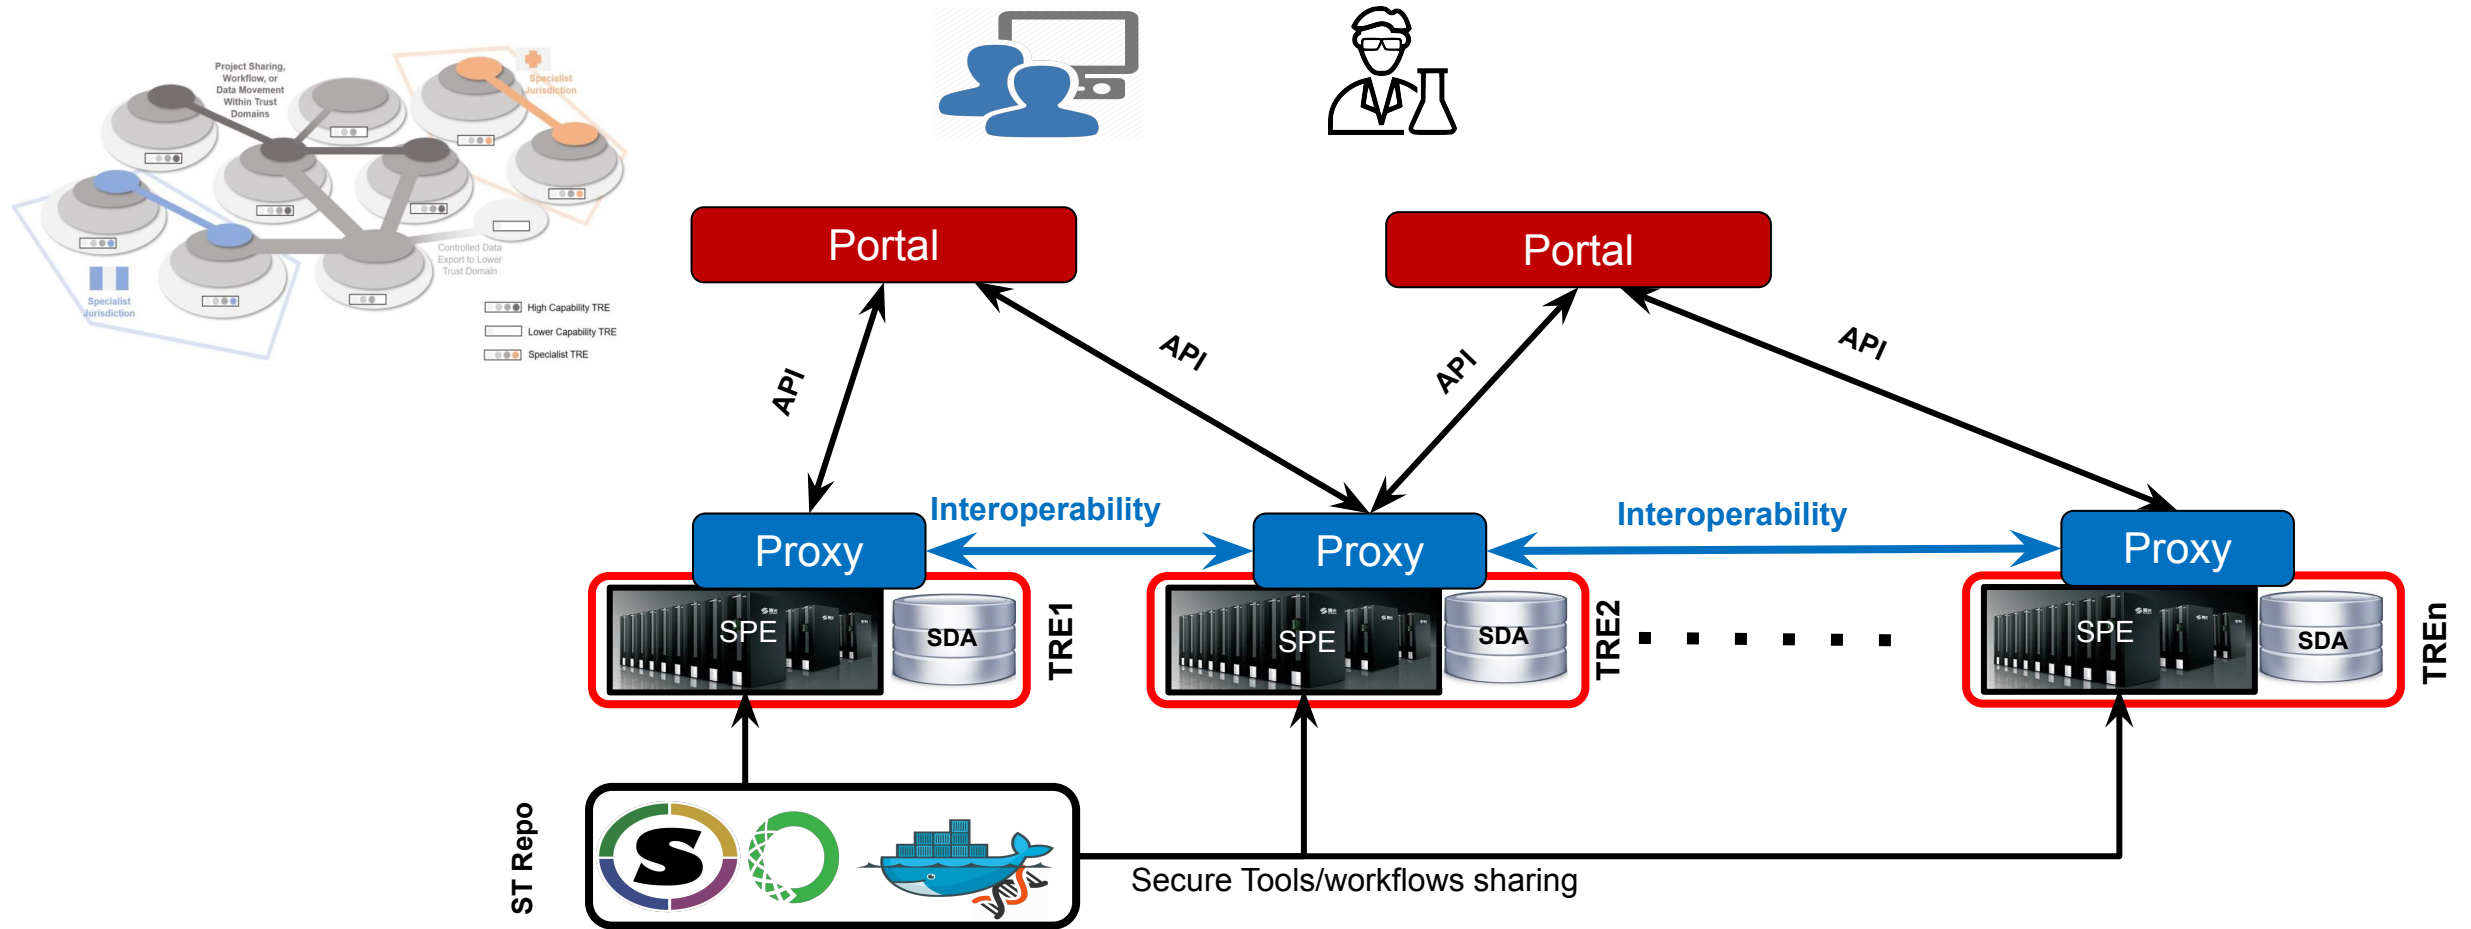 Project Sharing,
Workflow, or
Data Movement
Within Trust
Domains
Specialist
Jurisdiction
Controlled Data
Export to Lower
Trust Domain
Specialist
Jurisdiction
High Capability TRE
Lower Capability TRE
Specialist TRE
Portal
Portal
API
API
API
API
Interoperability
Interoperability
Proxy
Proxy
Proxy
SPE
SDA
TRE1
SPE
SDA
TRE2
SPE
SDA
TREn
ST Repo
S
Secure Tools/workflows sharing